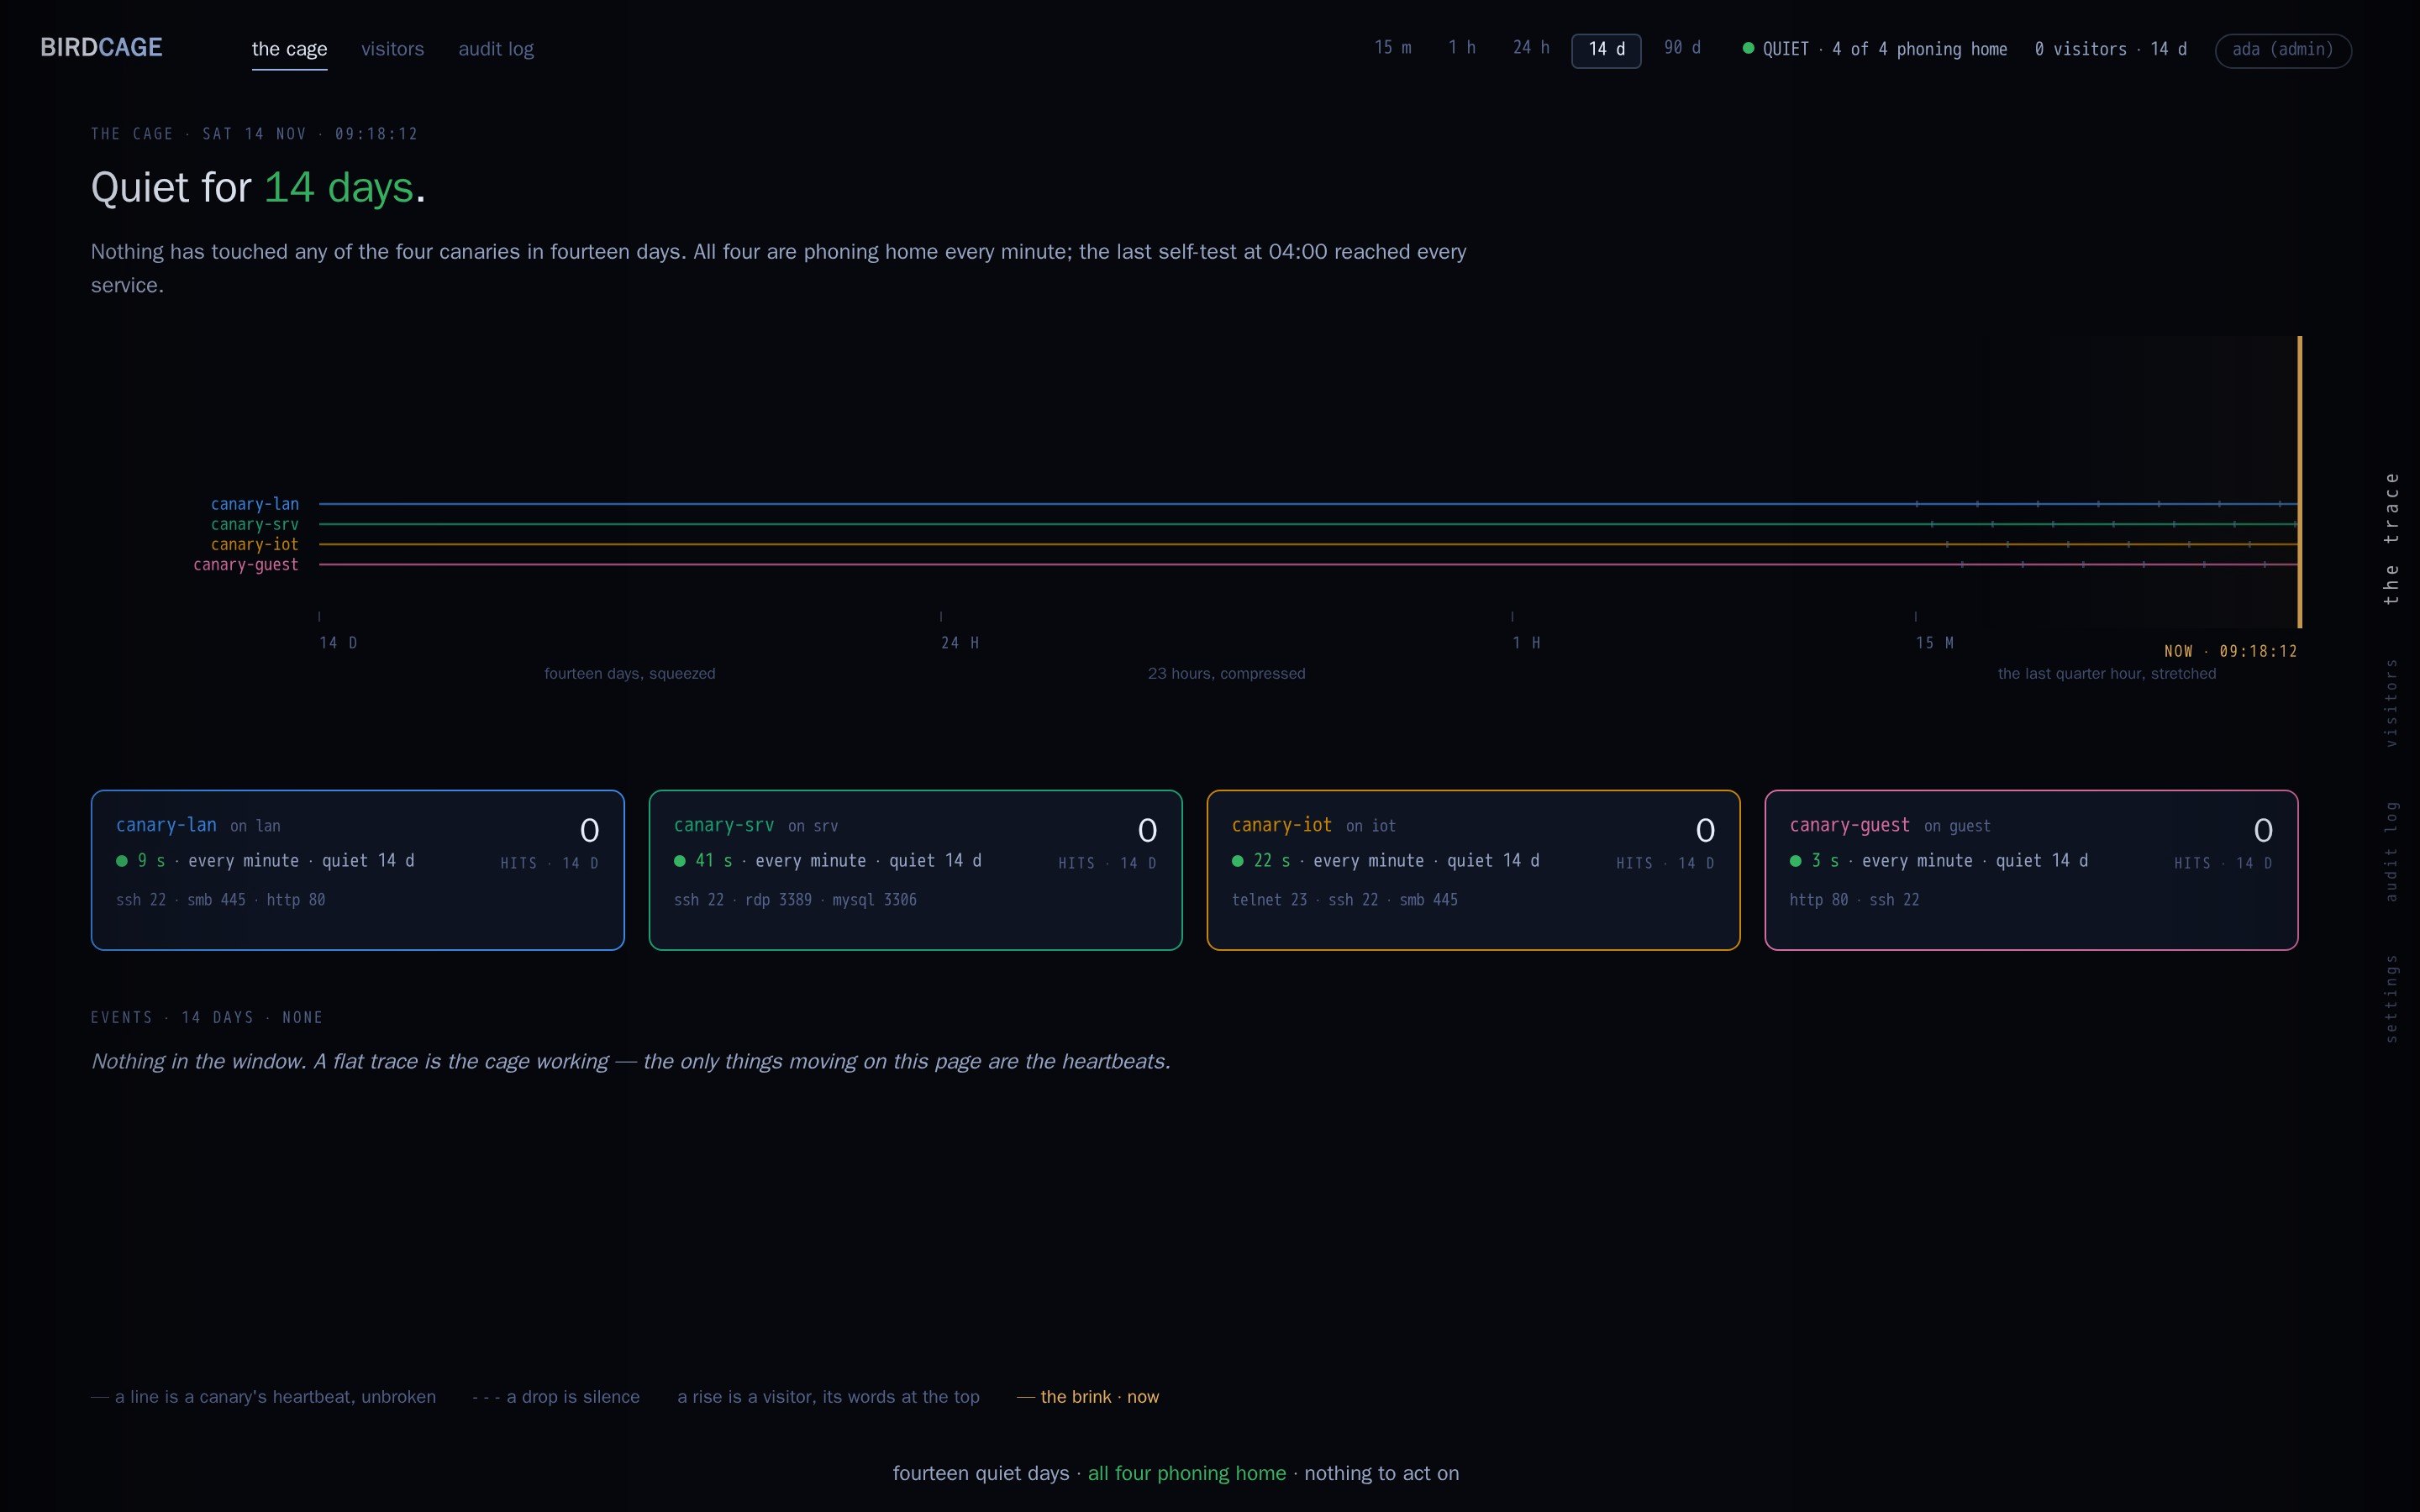 BIRDCAGE the cage visitors audit log 15 m 1 h 24 h 14 d 90 d QUIET · 4 of 4 phoning home 0 visitors · 14 d ada (admin)
THE CAGE · SAT 14 NOV · 09:18:12
Quiet for 14 days.
Nothing has touched any of the four canaries in fourteen days. All four are phoning home every minute; the last self-test at 04:00 reached every
service.
canary-lan
canary-srv
canary-iot
canary-guest
14 D 24 H 1 H 15 M
NOW · 09:18:12
fourteen days, squeezed 23 hours, compressed the last quarter hour, stretched
canary-lan on lan 0
9 s · every minute · quiet 14 d HITS · 14 D
ssh 22 · smb 445 · http 80
canary-srv on srv 0
41 s · every minute · quiet 14 d HITS · 14 D
ssh 22 · rdp 3389 · mysql 3306
canary-iot on iot 0
22 s · every minute · quiet 14 d HITS · 14 D
telnet 23 · ssh 22 · smb 445
canary-guest on guest 0
3 s · every minute · quiet 14 d HITS · 14 D
http 80 · ssh 22
EVENTS · 14 DAYS · NONE
Nothing in the window. A flat trace is the cage working — the only things moving on this page are the heartbeats.
— a line is a canary's heartbeat, unbroken - - - a drop is silence a rise is a visitor, its words at the top — the brink · now
fourteen quiet days · all four phoning home · nothing to act on
the trace
visitors
audit log
settings